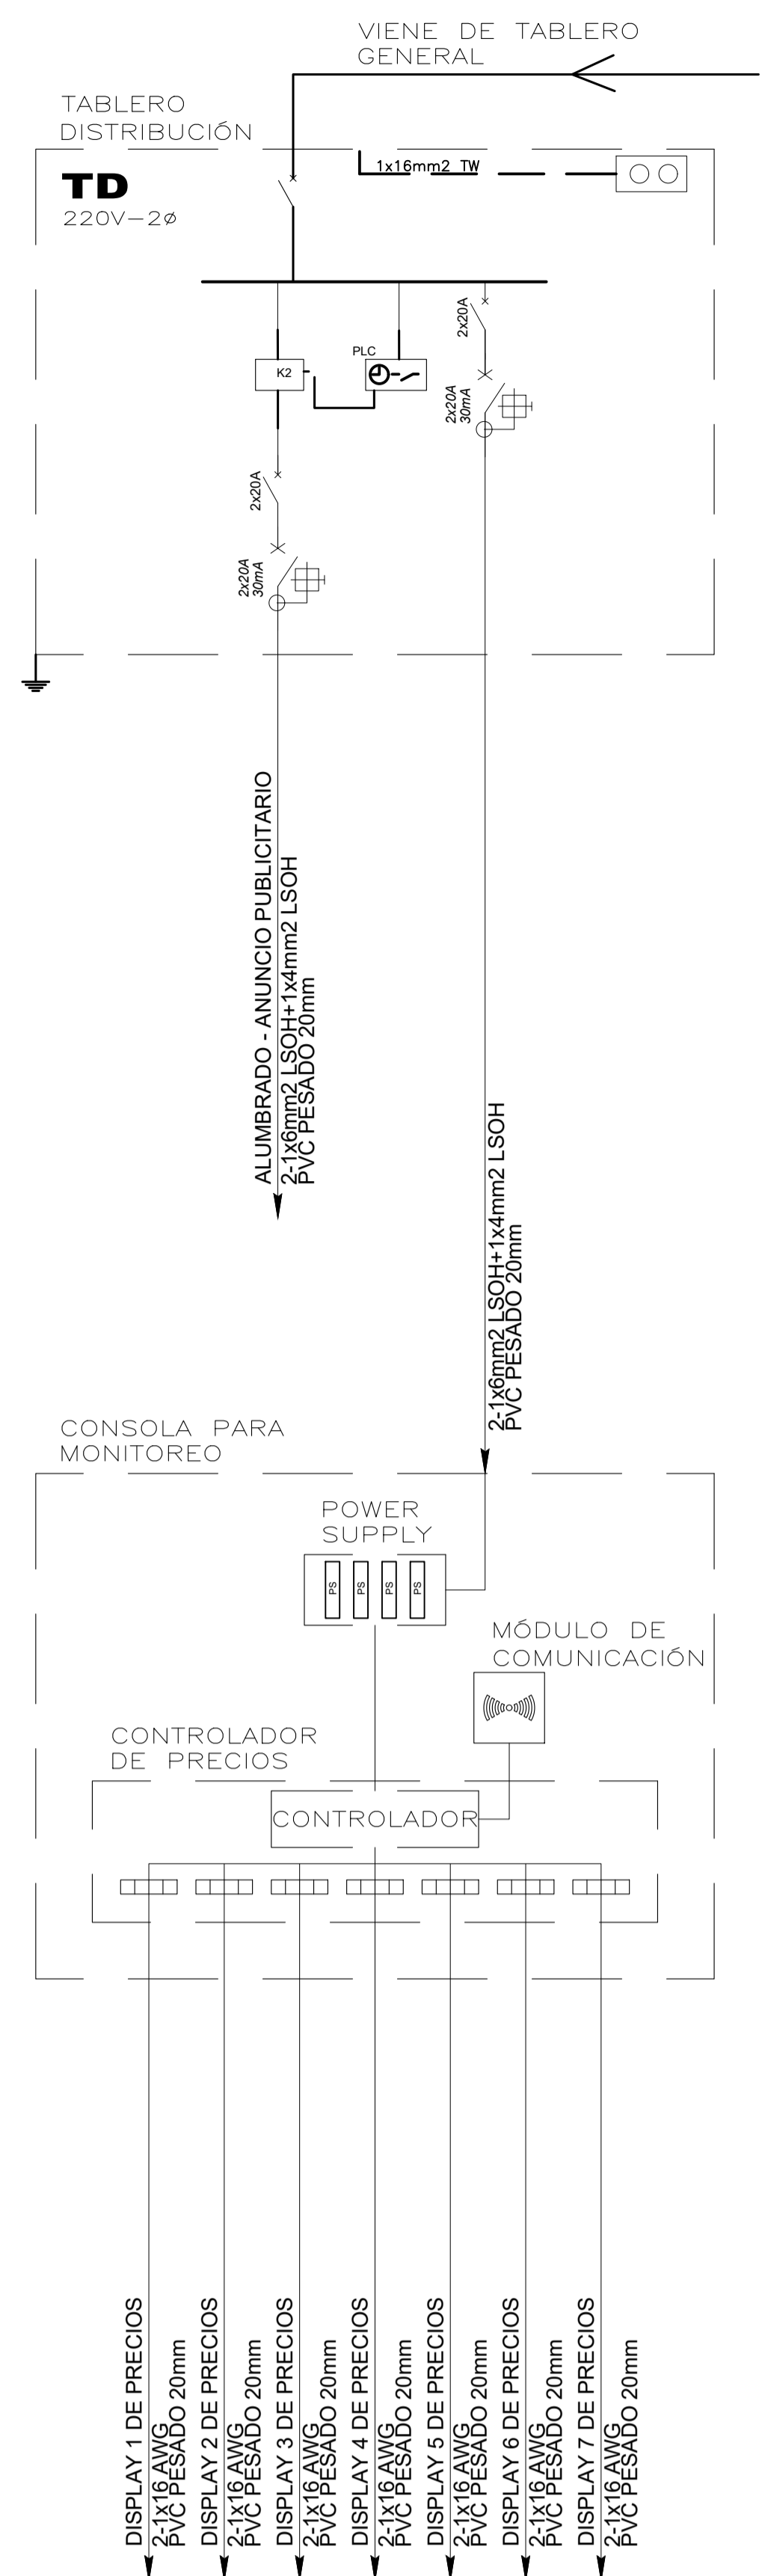 VIENE DE TABLERO
GENERAL
TABLERO
DISTRIBUCIÓN
TD
220V-2ø
1x16mm2 TW
2x20A
PLC
K2
2x20A
30mA
2x20A
2x20A
30mA
ALUMBRADO - ANUNCIO PUBLICITARIO
2-1x6mm2 LSOH+1x4mm2 LSOH
PVC PESADO 20mm
2-1x6mm2 LSOH+1x4mm2 LSOH
PVC PESADO 20mm
CONSOLA PARA
MONITOREO
POWER
SUPPLY
PS
PS
PS
PS
MÓDULO DE
COMUNICACIÓN
CONTROLADOR
DE PRECIOS
CONTROLADOR
DISPLAY 1 DE PRECIOS
2-1x16 AWG
PVC PESADO 20mm
DISPLAY 2 DE PRECIOS
2-1x16 AWG
PVC PESADO 20mm
DISPLAY 3 DE PRECIOS
2-1x16 AWG
PVC PESADO 20mm
DISPLAY 4 DE PRECIOS
2-1x16 AWG
PVC PESADO 20mm
DISPLAY 5 DE PRECIOS
2-1x16 AWG
PVC PESADO 20mm
DISPLAY 6 DE PRECIOS
2-1x16 AWG
PVC PESADO 20mm
DISPLAY 7 DE PRECIOS
2-1x16 AWG
PVC PESADO 20mm